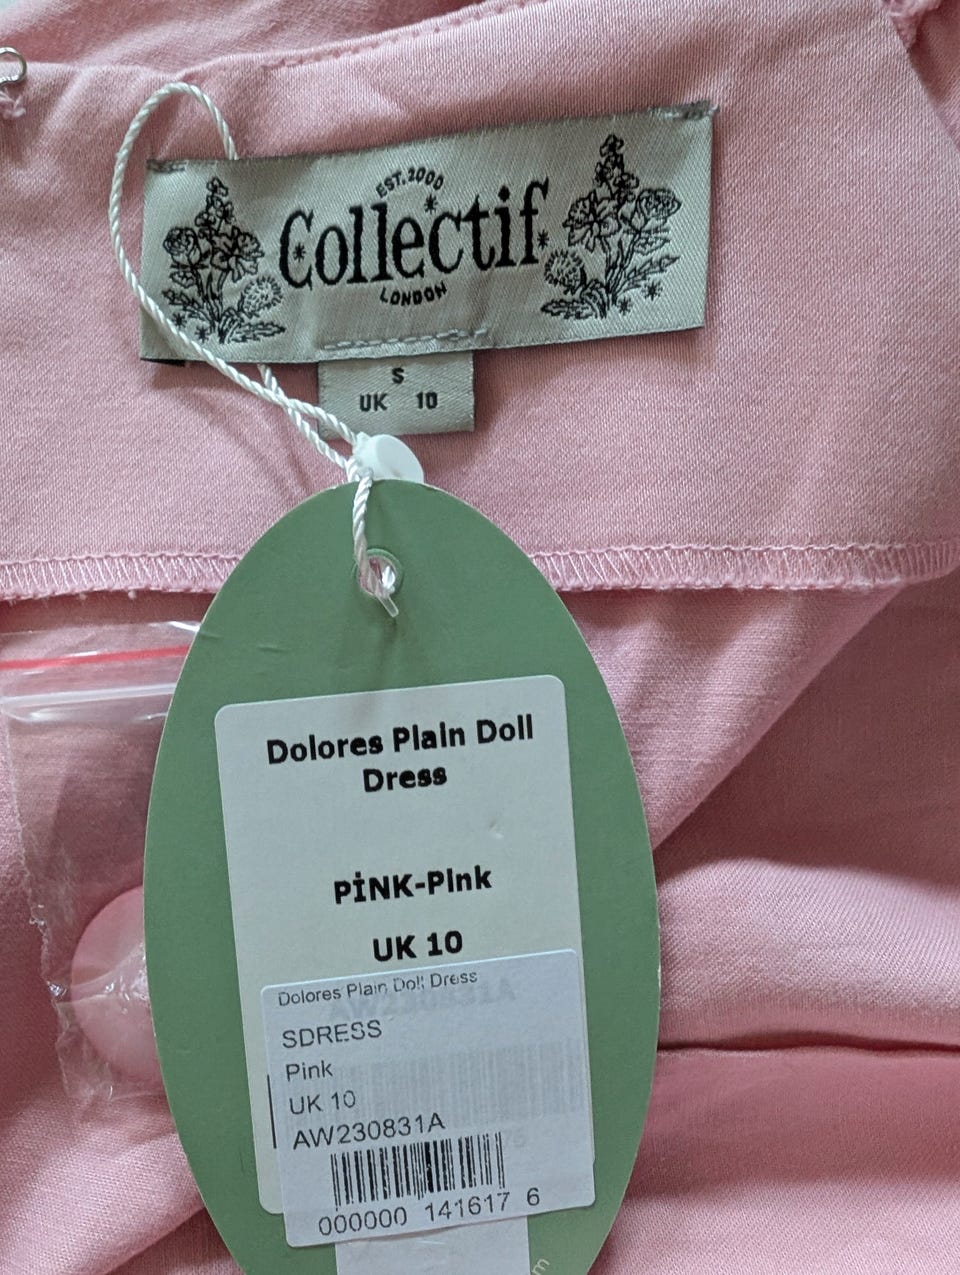 EST. 2000
Collectif
LONDON
S
UK 10
Dolores Plain Doll
Dress
PİNK-PInk
UK 10
Dolores Plain Doll Dress
SDRESS
Pink
UK 10
AW230831A
000000 141617 6
m